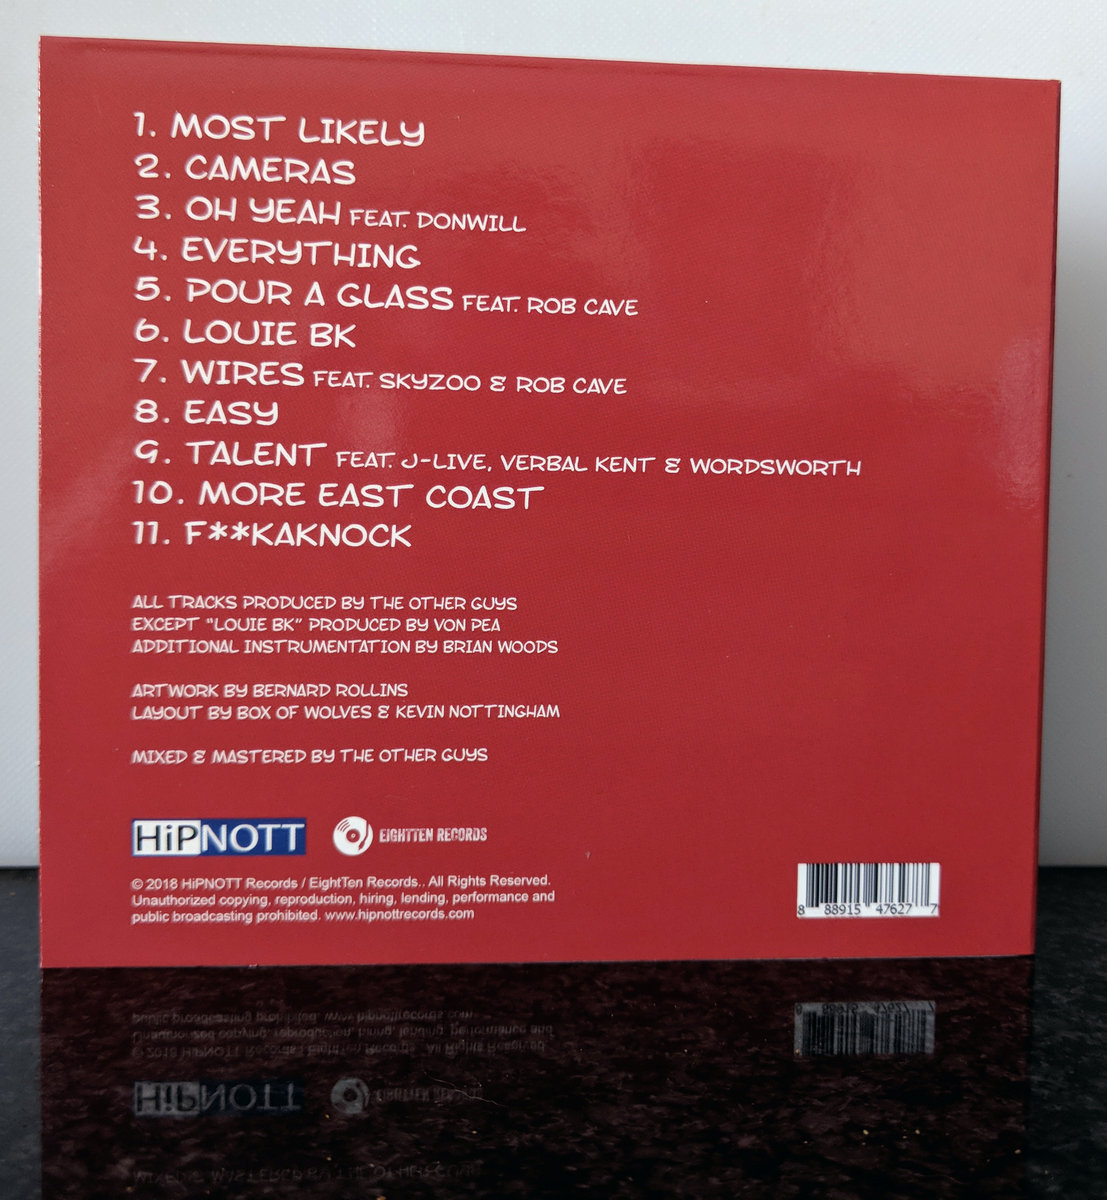 1. MOST LIKELY
2. CAMERAS
3. OH YEAH FEAT. DONWILL
4. EVERYTHING
5. POUR A GLASS FEAT. ROB CAVE
6. LOUIE BK
7. WIRES FEAT. SKYZOO & ROB CAVE
8. EASY
9. TALENT FEAT. J-LIVE, VERBAL KENT & WORDSWORTH
10. MORE EAST COAST
11. F**KAKNOCK
ALL TRACKS PRODUCED BY THE OTHER GUYS
EXCEPT "LOUIE BK" PRODUCED BY VON PEA
ADDITIONAL INSTRUMENTATION BY BRIAN WOODS
ARTWORK BY BERNARD ROLLINS
LAYOUT BY BOX OF WOLVES & KEVIN NOTTINGHAM
MIXED & MASTERED BY THE OTHER GUYS
HiPNOTT EIGHTTEN RECORDS
© 2018 HiPNOTT Records / EightTen Records.. All Rights Reserved.
Unauthorized copying, reproduction, hiring, lending, performance and
public broadcasting prohibited. www.hipnottrecords.com
8 88915 47627 7